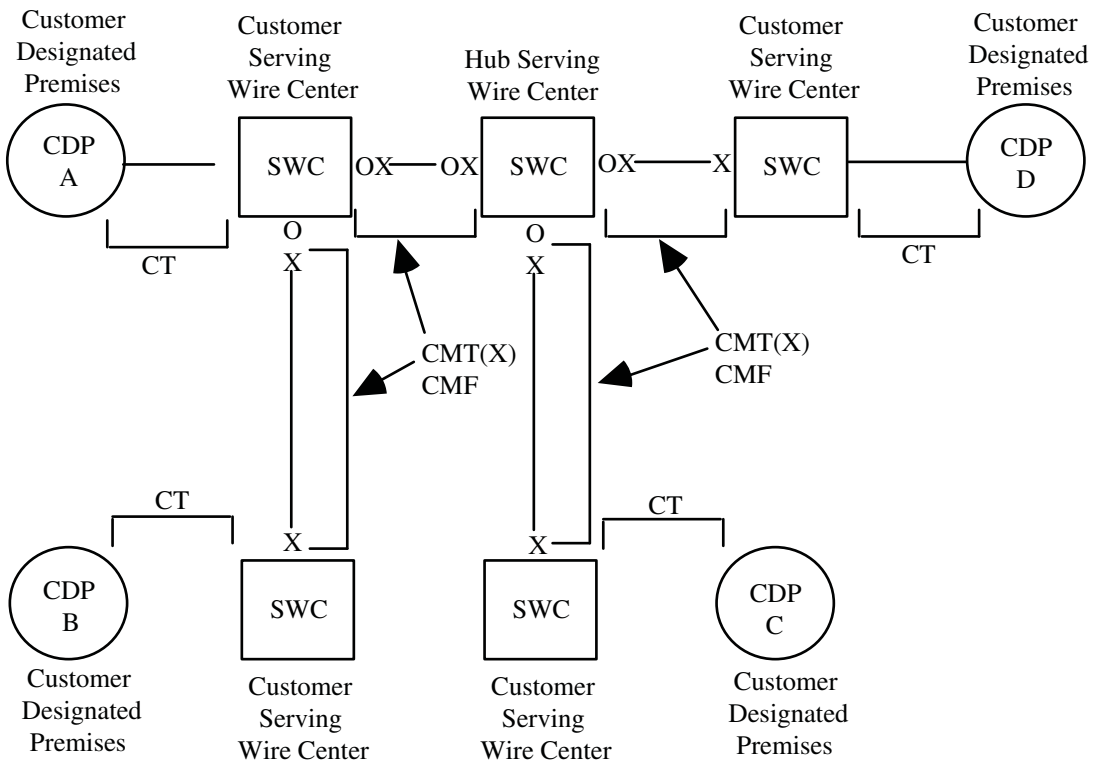 Customer
Designated
Premises
Customer
Serving
Wire Center
Hub Serving
Wire Center
Customer
Serving
Wire Center
Customer
Designated
Premises
CDP
A
SWC
OX
OX
SWC
OX
X
SWC
CDP
D
CT
O
X
O
X
CT
CMT(X)
CMF
CMT(X)
CMF
CT
X
X
CT
CDP
B
SWC
SWC
CDP
C
Customer
Designated
Premises
Customer
Serving
Wire Center
Customer
Serving
Wire Center
Customer
Designated
Premises